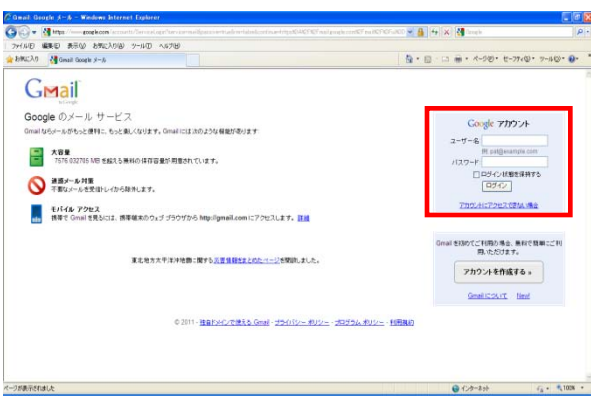 Gmail: Google メール - Windows Internet Explorer
ファイル(F) 編集(E) 表示(V) お気に入り(A) ツール(T) ヘルプ(H)
お気に入り Gmail: Google メール
ページ(P) セーフティ(S) ツール(O)
Gmail
by Google
Google のメール サービス
Gmail ならメールがもっと便利に、もっと楽しくなります。Gmail には次のような機能があります
大容量
7576.032705 MB を超える無料の保存容量が用意されています。
迷惑メール対策
不要なメールを受信トレイから除外します。
モバイル アクセス
携帯で Gmail を見るには、携帯端末のウェブ ブラウザから http://gmail.com にアクセスします。 詳細
東北地方太平洋沖地震に関する災害情報をまとめたページを開設しました。
Google アカウント
ユーザー名
例: pat@example.com
パスワード
ログイン状態を保持する
ログイン
アカウントにアクセスできない場合
Gmail を初めてご利用の場合、無料で簡単にご利
用いただけます。
アカウントを作成する »
Gmail について New!
© 2011 - 独自ドメインで使える Gmail - プライバシー ポリシー - プログラム ポリシー - 利用規約
ページが表示されました
インターネット
100%